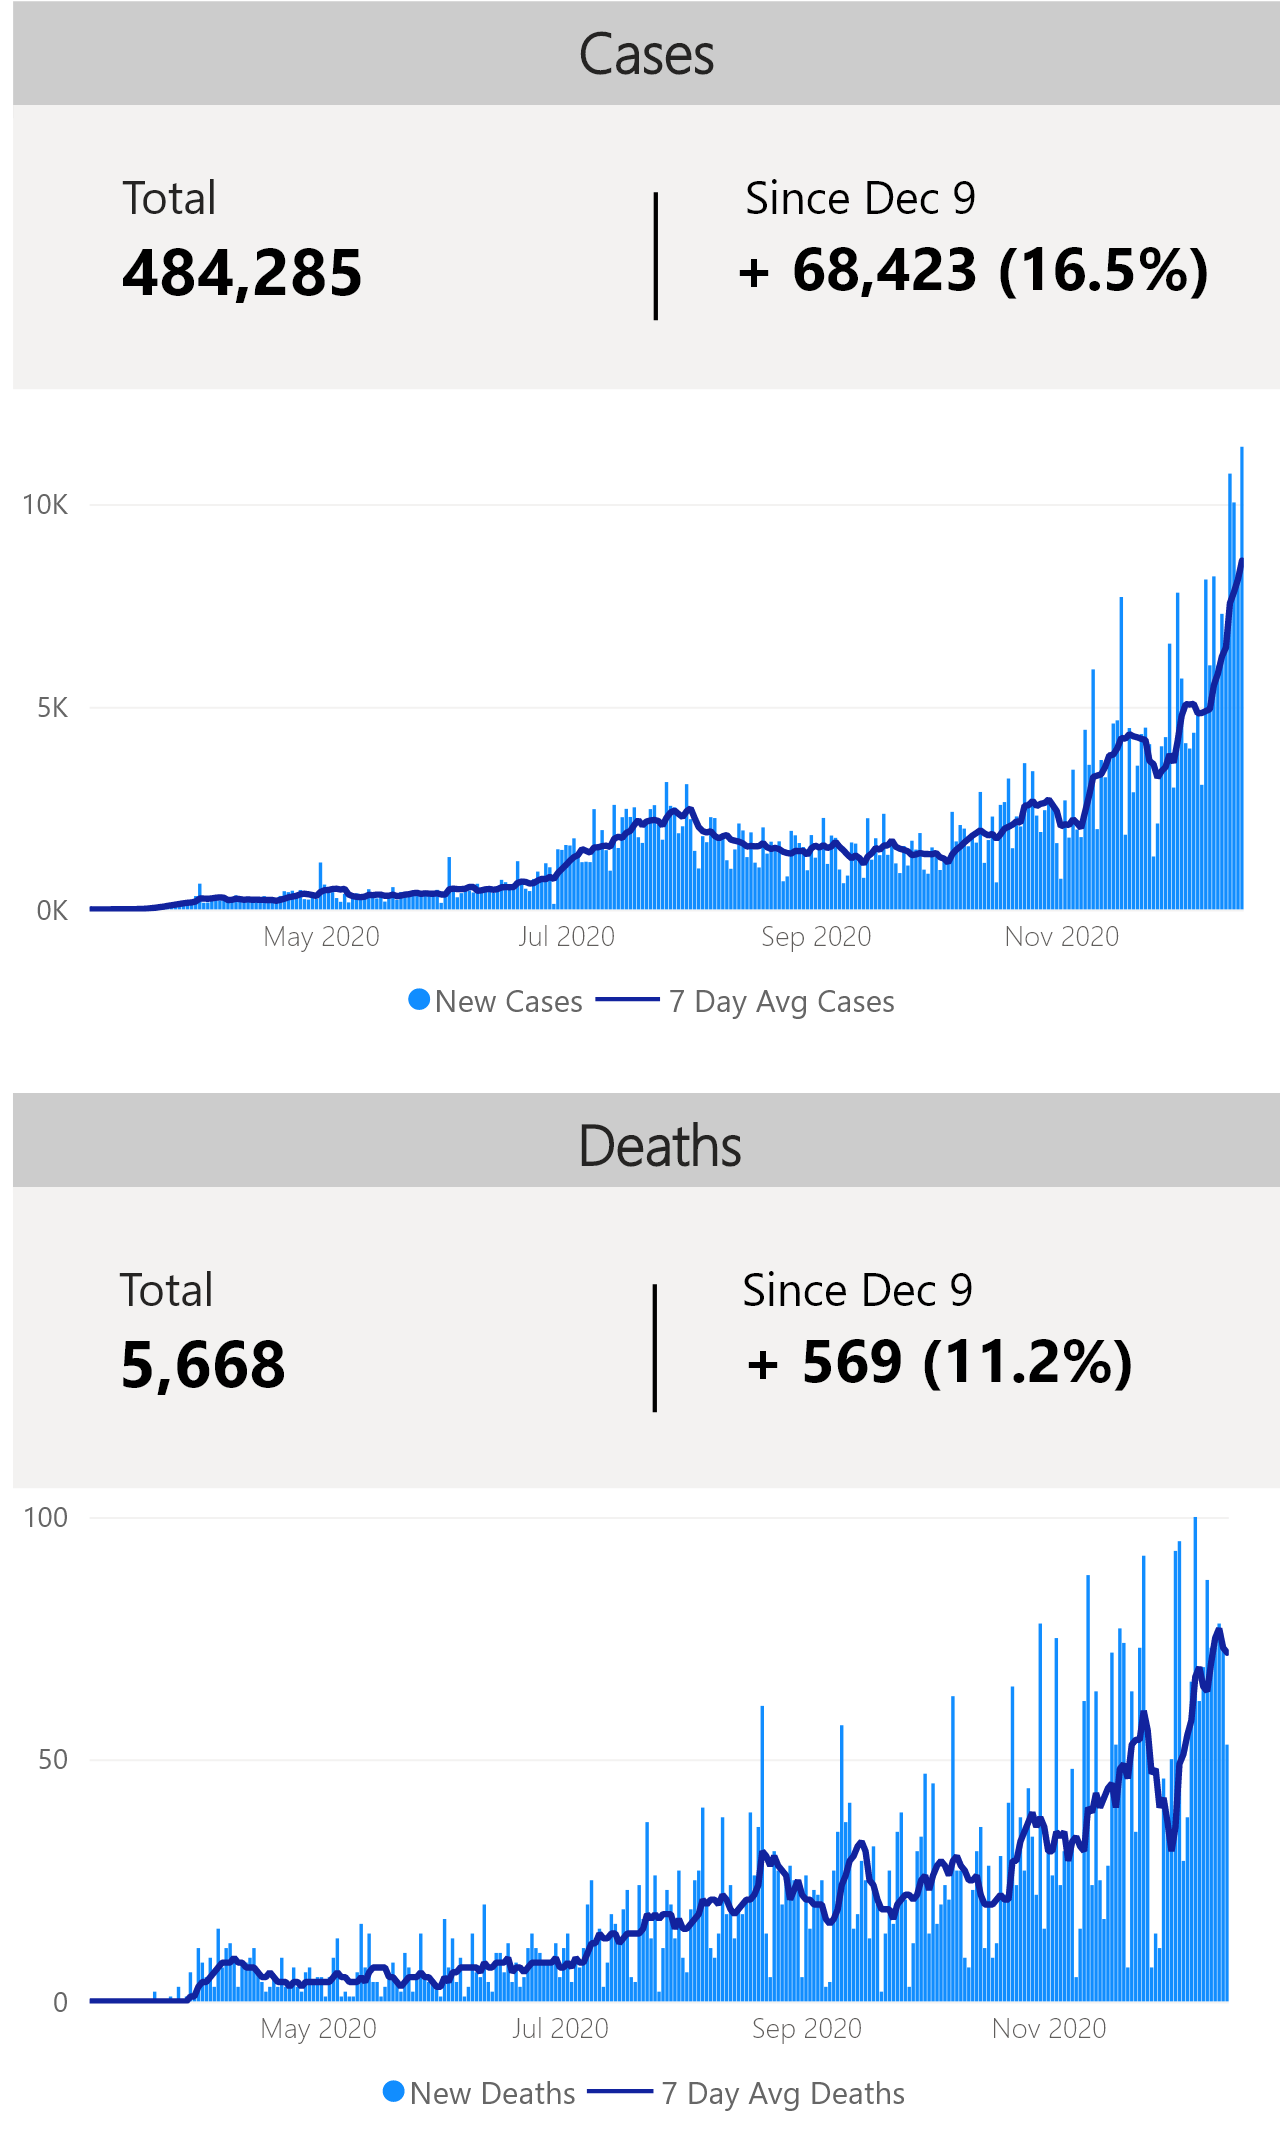 Cases
Total
Since Dec 9
484,285
+ 68,423 (16.5%)
10K
5K
0K
May 2020
Jul 2020
Sep 2020
Nov 2020
New Cases
7 Day Avg Cases
Deaths
Total
Since Dec 9
5,668
+ 569 (11.2%)
100
50
0
May 2020
Jul 2020
Sep 2020
Nov 2020
New Deaths
7 Day Avg Deaths